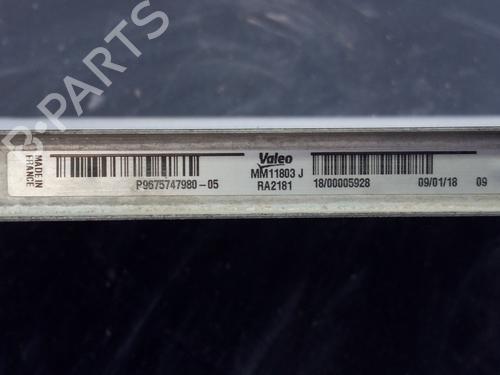 B-PARTS
MADE IN
FRANCE
P9675747980-05
Valeo
MM11803 J
RA2181
18/00005928
09/01/18
09